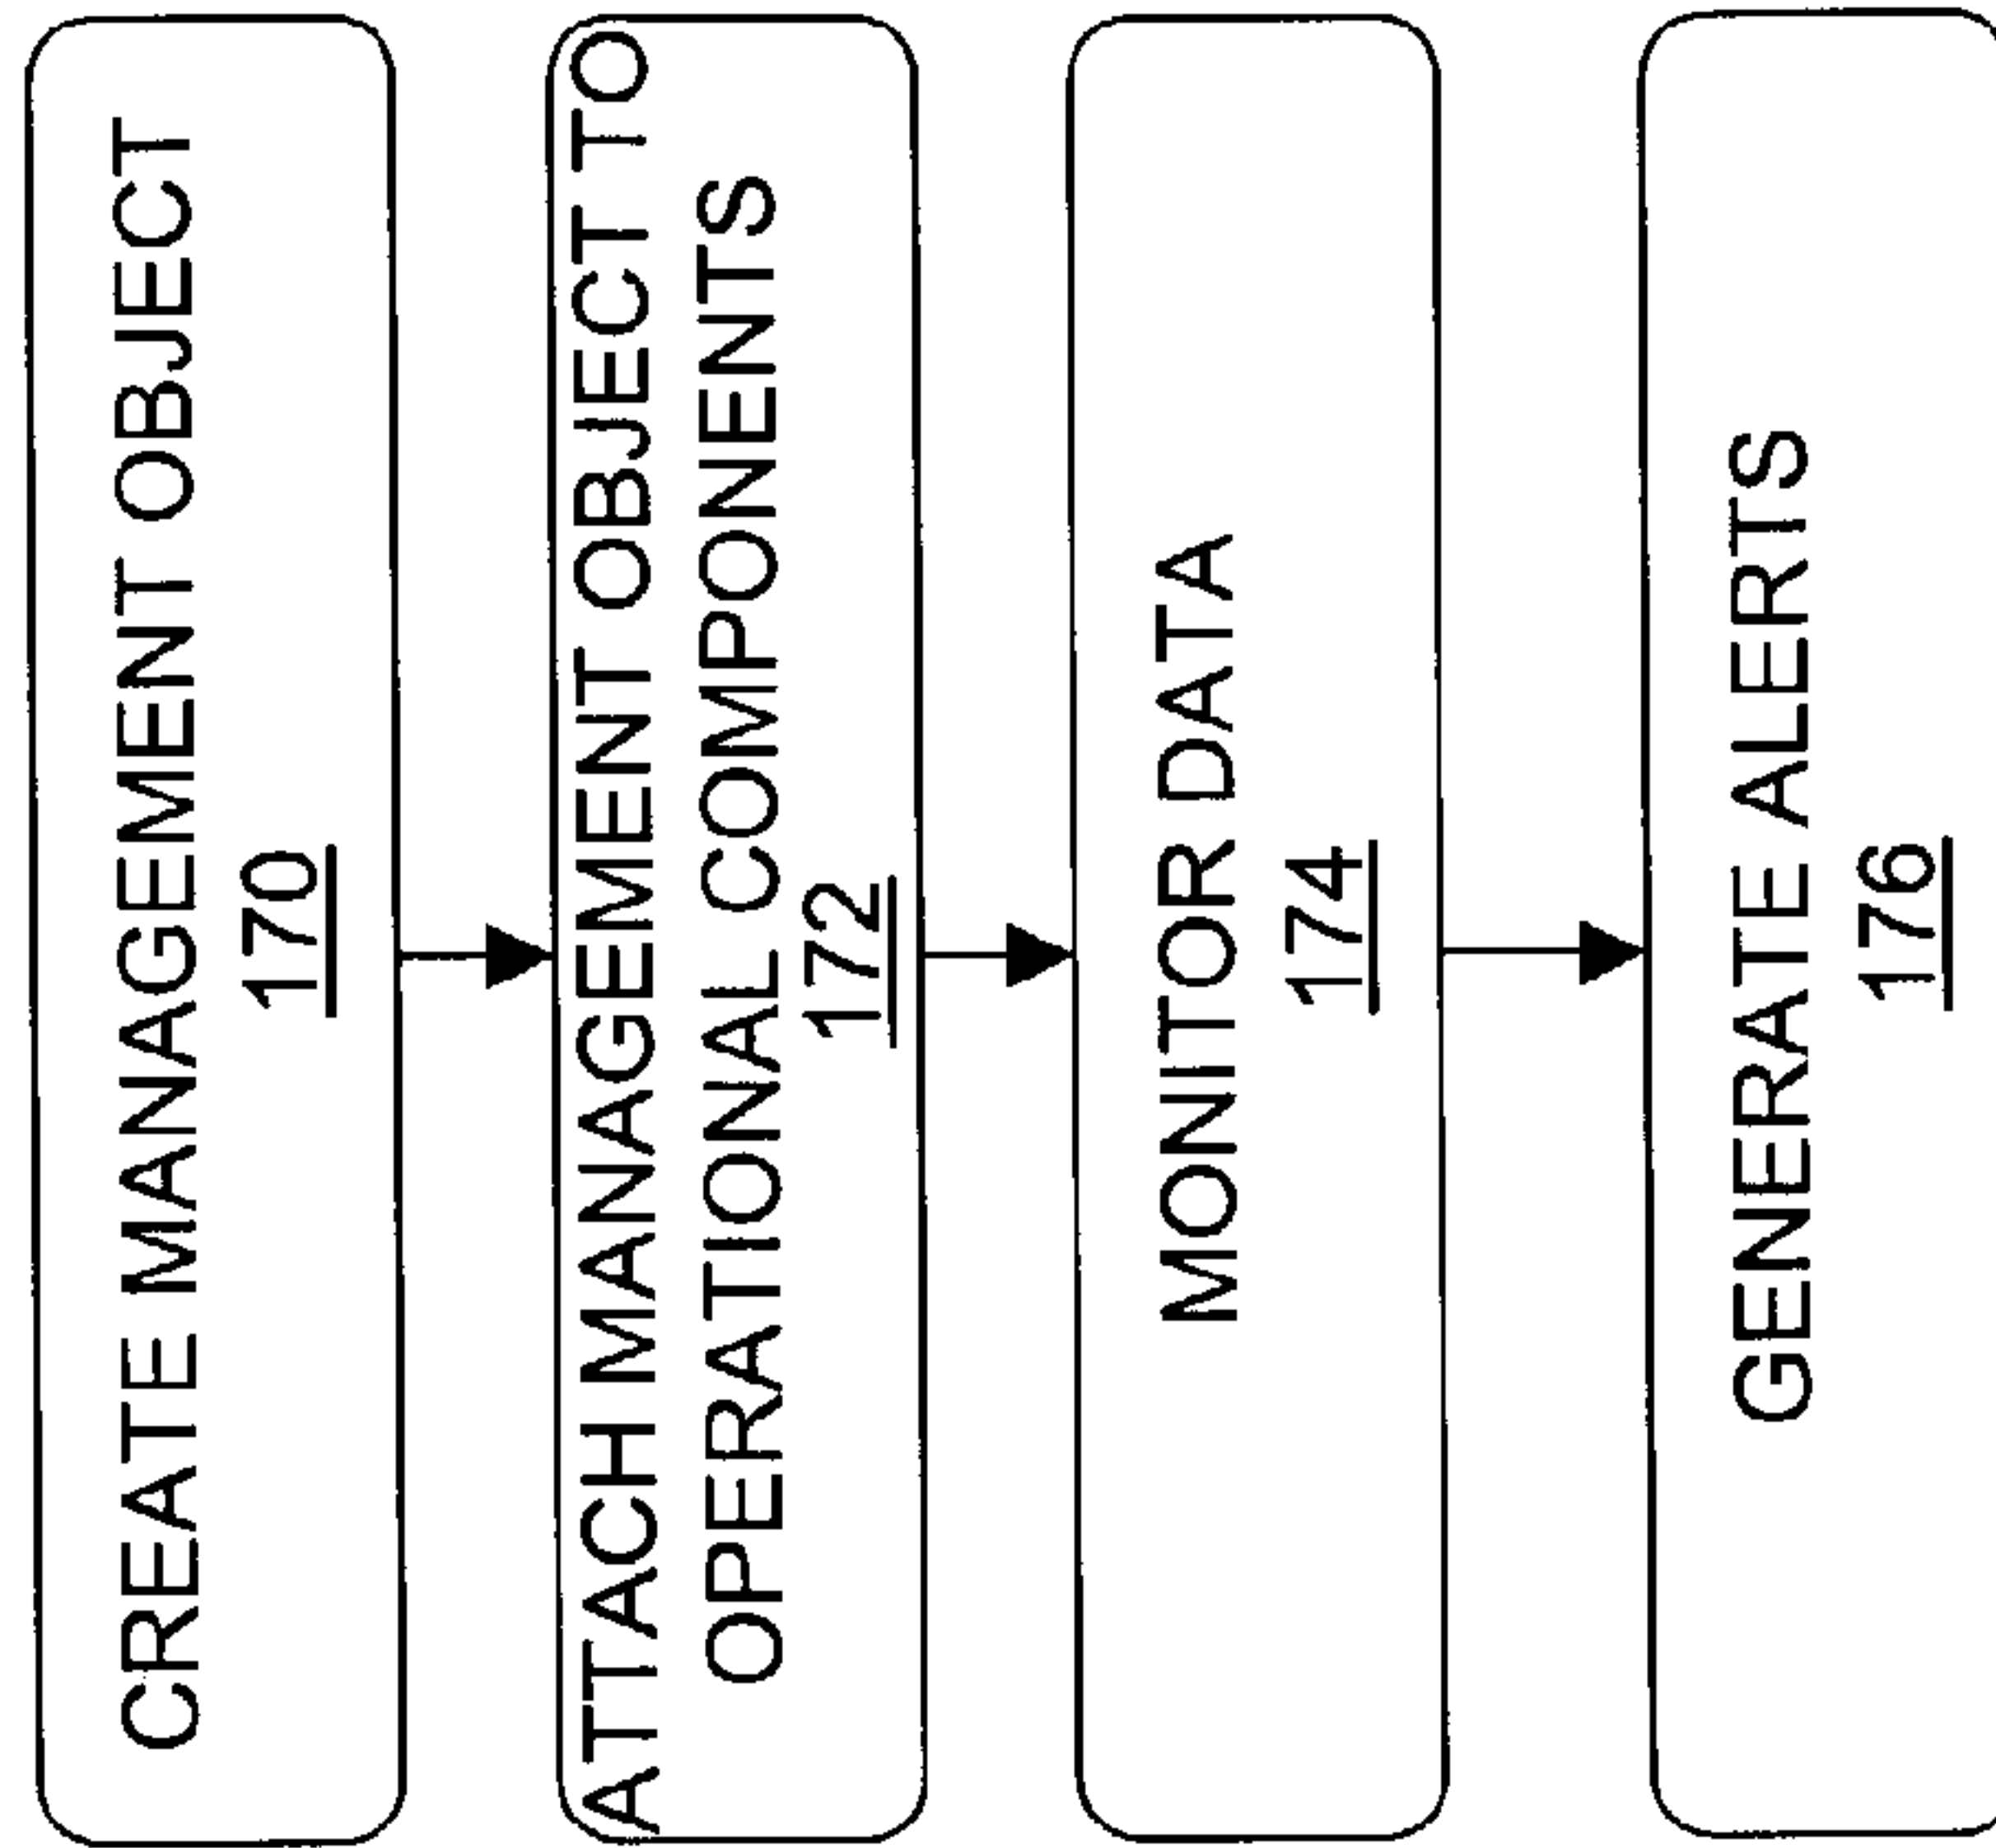 CREATE MANAGEMENT OBJECT
170
ATTACH MANAGEMENT OBJECT TO
OPERATIONAL COMPONENTS
172
MONITOR DATA
174
GENERATE ALERTS
176